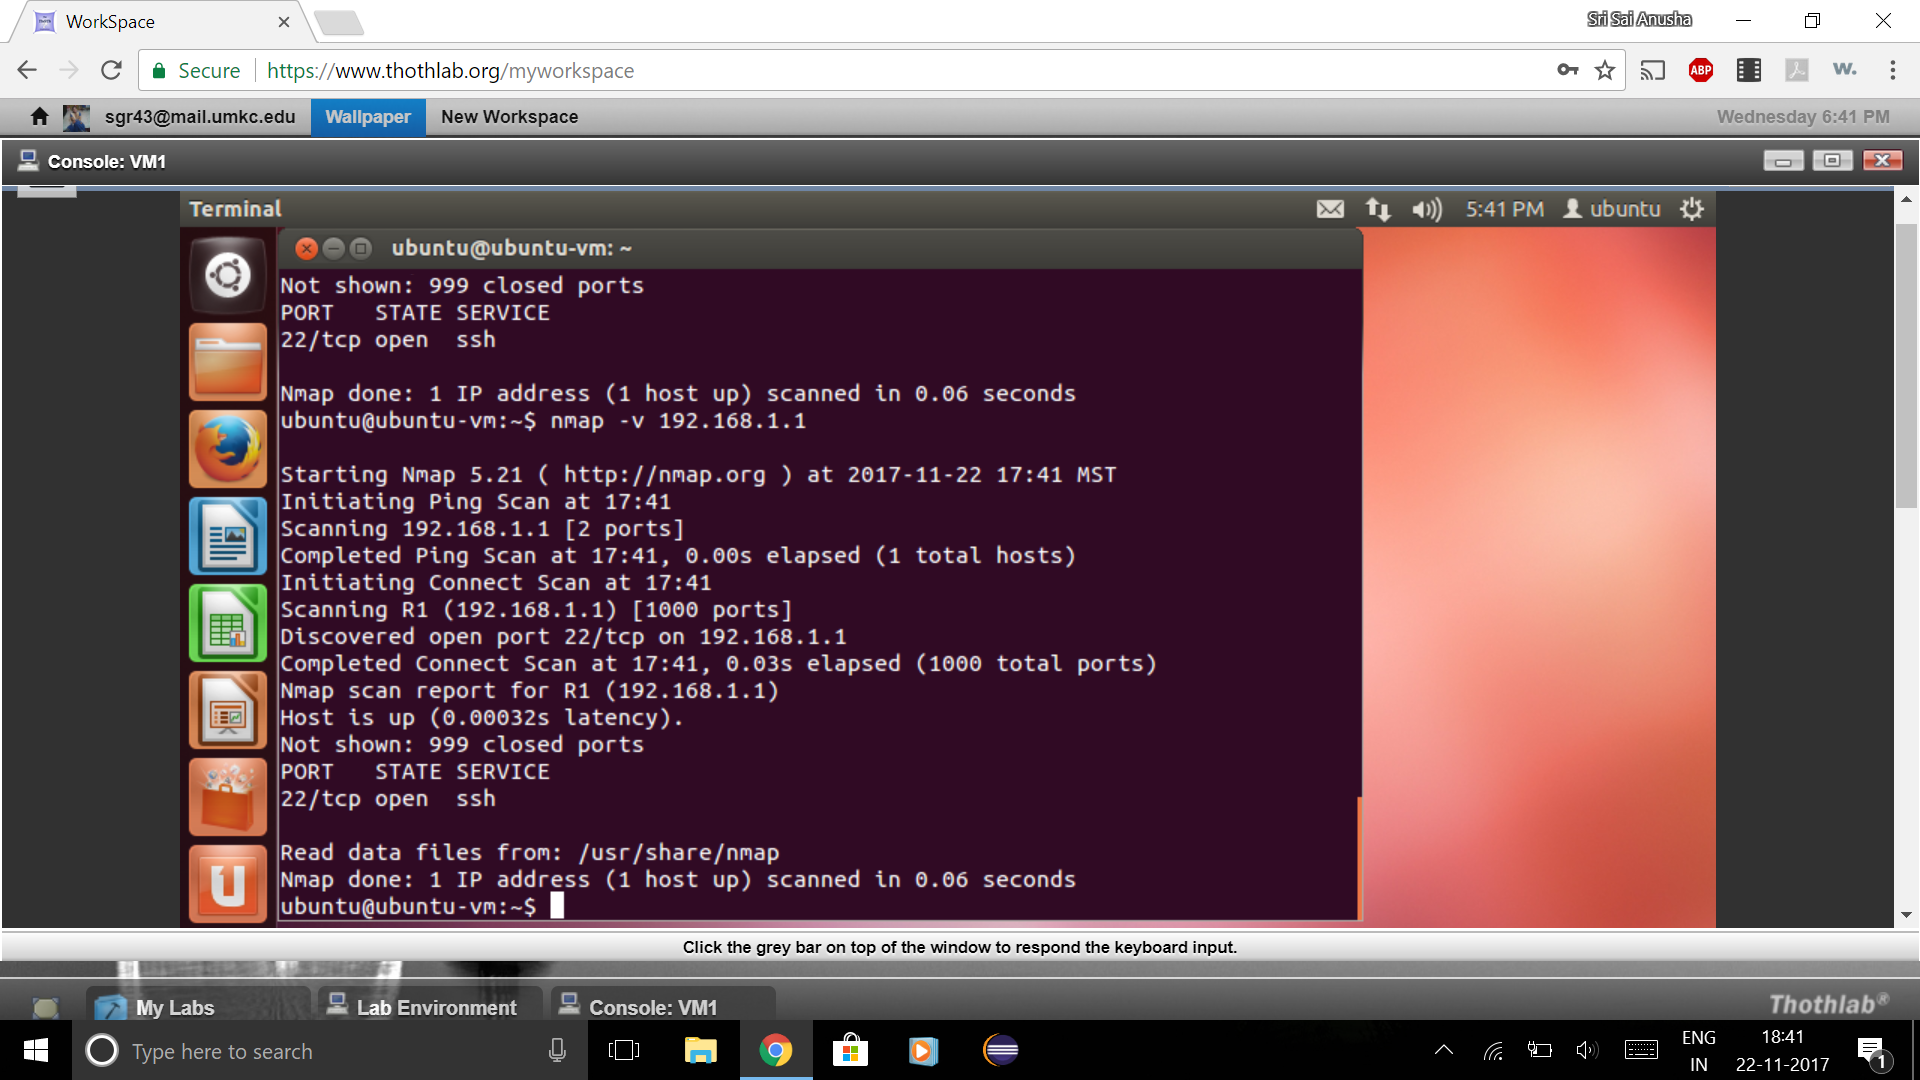 WorkSpace
Sri Sai Anusha
Secure https://www.thothlab.org/myworkspace
ABP
W.
sgr43@mail.umkc.edu Wallpaper New Workspace Wednesday 6:41 PM
Console: VM1
Terminal 5:41 PM ubuntu
ubuntu@ubuntu-vm: ~
Not shown: 999 closed ports
PORT   STATE SERVICE
22/tcp open  ssh
Nmap done: 1 IP address (1 host up) scanned in 0.06 seconds
ubuntu@ubuntu-vm:~$ nmap -v 192.168.1.1
Starting Nmap 5.21 ( http://nmap.org ) at 2017-11-22 17:41 MST
Initiating Ping Scan at 17:41
Scanning 192.168.1.1 [2 ports]
Completed Ping Scan at 17:41, 0.00s elapsed (1 total hosts)
Initiating Connect Scan at 17:41
Scanning R1 (192.168.1.1) [1000 ports]
Discovered open port 22/tcp on 192.168.1.1
Completed Connect Scan at 17:41, 0.03s elapsed (1000 total ports)
Nmap scan report for R1 (192.168.1.1)
Host is up (0.00032s latency).
Not shown: 999 closed ports
PORT   STATE SERVICE
22/tcp open  ssh
Read data files from: /usr/share/nmap
Nmap done: 1 IP address (1 host up) scanned in 0.06 seconds
ubuntu@ubuntu-vm:~$
Click the grey bar on top of the window to respond the keyboard input.
My Labs Lab Environment Console: VM1 Thothlab®
Type here to search
ENG
IN
18:41
22-11-2017
1